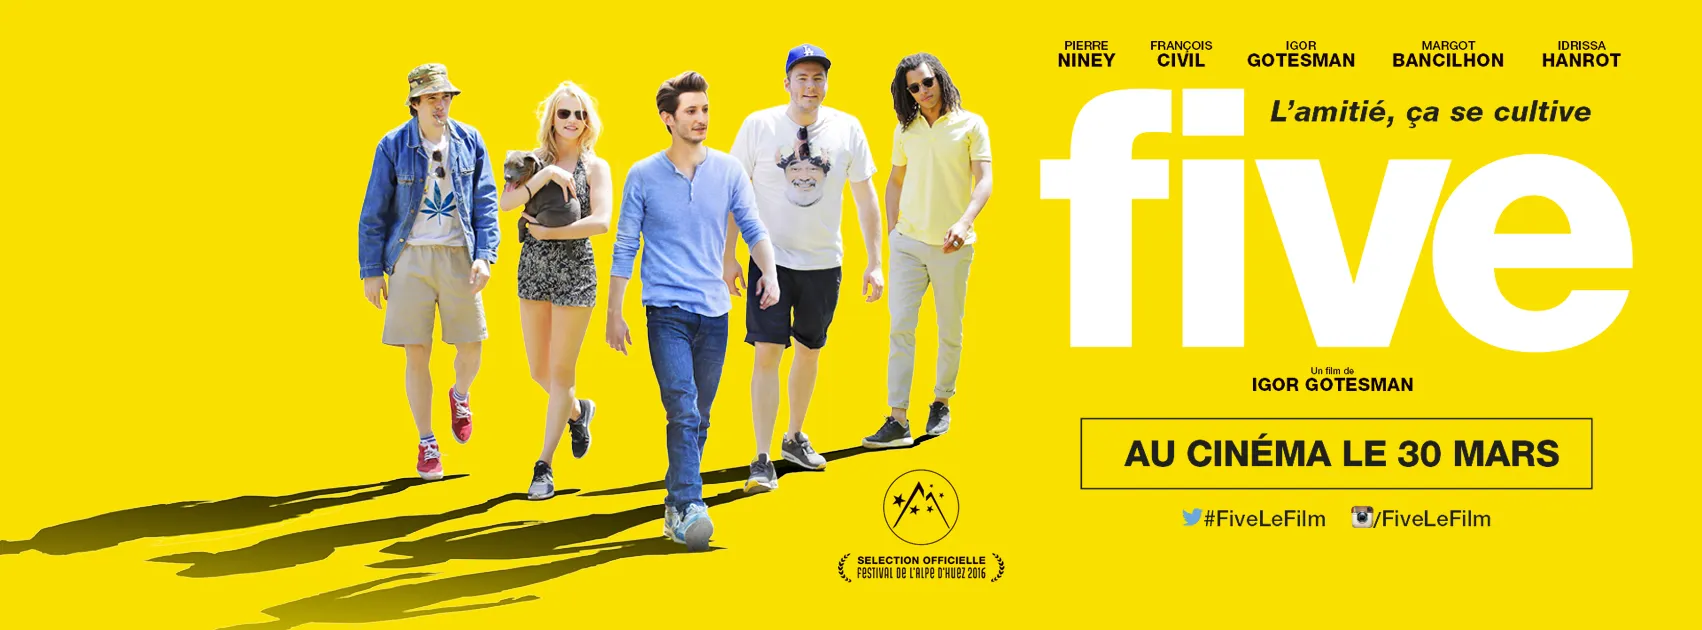 PIERRE
NINEY
FRANÇOIS
CIVIL
IGOR
GOTESMAN
MARGOT
BANCILHON
IDRISSA
HANROT
L'amitié, ça se cultive
five
Un film de
IGOR GOTESMAN
AU CINÉMA LE 30 MARS
#FiveLeFilm
/FiveLeFilm
SELECTION OFFICIELLE
FESTIVAL DE L'ALPE D'HUEZ 2016
LA